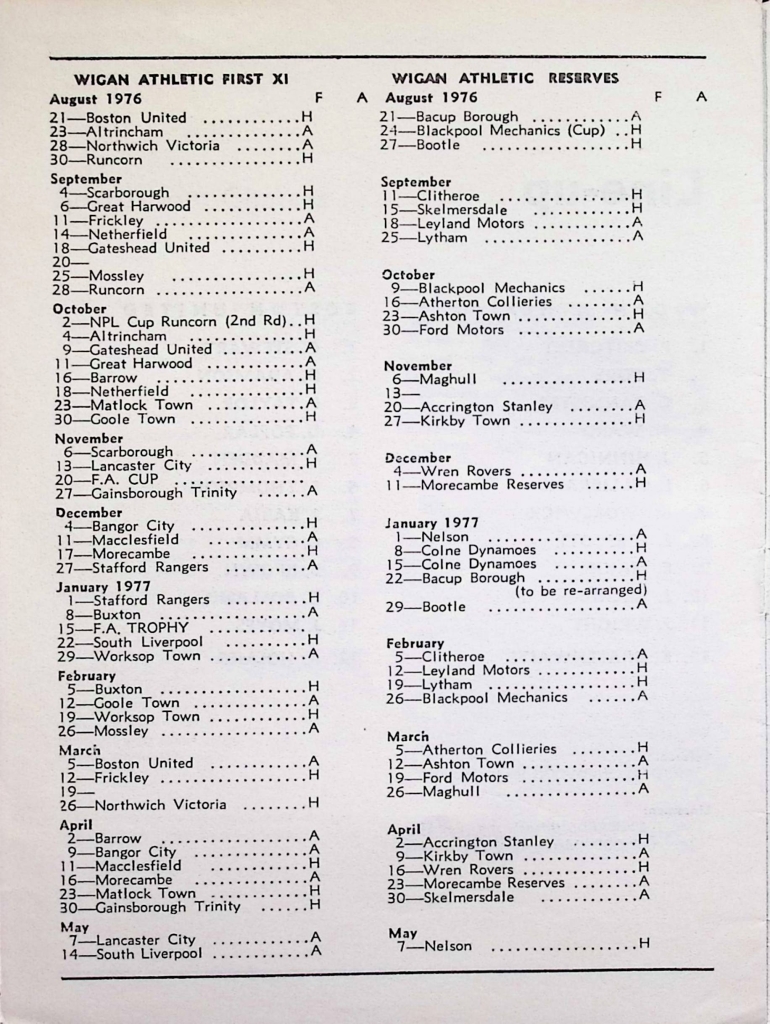 WIGAN ATHLETIC FIRST XI
August 1976 F A
21—Boston United ............H
23—Altrincham ............A
28—Northwich Victoria ........A
30—Runcorn ............H
September
4—Scarborough ............H
6—Great Harwood ............H
11—Frickley ............A
14—Netherfield ............A
18—Gateshead United ..........H
20—
25—Mossley ............H
28—Runcorn ............A
October
2—NPL Cup Runcorn (2nd Rd)..H
4—Altrincham ............H
9—Gateshead United ..........A
11—Great Harwood ............A
16—Barrow ............H
18—Netherfield ............H
23—Matlock Town ............A
30—Goole Town ............H
November
6—Scarborough ............A
13—Lancaster City ............H
20—F.A. CUP ............
27—Gainsborough Trinity ......A
December
4—Bangor City ............H
11—Macclesfield ............A
17—Morecambe ............H
27—Stafford Rangers ..........A
January 1977
1—Stafford Rangers ..........H
8—Buxton ............A
15—F.A. TROPHY ............
22—South Liverpool ............H
29—Worksop Town ............A
February
5—Buxton ............H
12—Goole Town ............A
19—Worksop Town ............H
26—Mossley ............A
March
5—Boston United ............A
12—Frickley ............H
19—
26—Northwich Victoria ........H
April
2—Barrow ............A
9—Bangor City ............A
11—Macclesfield ............H
16—Morecambe ............A
23—Matlock Town ............H
30—Gainsborough Trinity ......H
May
7—Lancaster City ............A
14—South Liverpool ............A
WIGAN ATHLETIC RESERVES
August 1976 F A
21—Bacup Borough ............A
24—Blackpool Mechanics (Cup) ..H
27—Bootle ............H
September
11—Clitheroe ............H
15—Skelmersdale ............H
18—Leyland Motors ............A
25—Lytham ............A
October
9—Blackpool Mechanics ......H
16—Atherton Collieries ........A
23—Ashton Town ............H
30—Ford Motors ............A
November
6—Maghull ............H
13—
20—Accrington Stanley ........A
27—Kirkby Town ............H
December
4—Wren Rovers ............A
11—Morecambe Reserves ......H
January 1977
1—Nelson ............A
8—Colne Dynamoes ..........H
15—Colne Dynamoes ..........A
22—Bacup Borough ..........H
(to be re-arranged)
29—Bootle ............A
February
5—Clitheroe ............A
12—Leyland Motors ............H
19—Lytham ............H
26—Blackpool Mechanics ......A
March
5—Atherton Collieries ........H
12—Ashton Town ............A
19—Ford Motors ............H
26—Maghull ............A
April
2—Accrington Stanley ........H
9—Kirkby Town ............A
16—Wren Rovers ............H
23—Morecambe Reserves ........A
30—Skelmersdale ............A
May
7—Nelson ............H